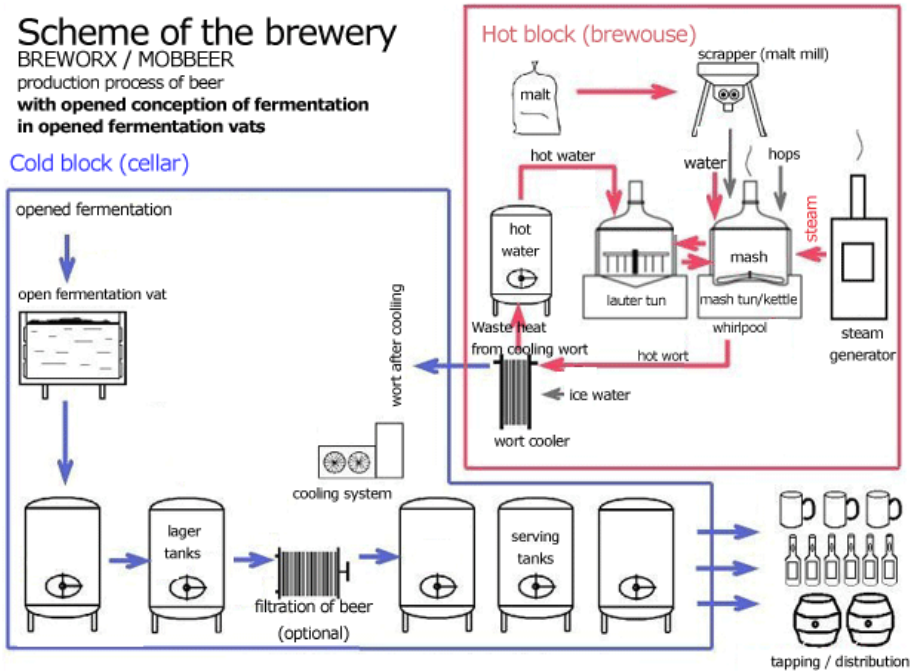 Scheme of the brewery
BREWORX / MOBBEER
production process of beer
with opened conception of fermentation
in opened fermentation vats
Hot block (brewouse)
scrapper (malt mill)
malt
hot water
water
hops
hot
water
mash
steam
lauter tun
mash tun/kettle
whirlpool
steam
generator
Waste heat
from cooling wort
hot wort
ice water
wort cooler
Cold block (cellar)
opened fermentation
open fermentation vat
wort after cooliing
cooling system
lager
tanks
filtration of beer
(optional)
serving
tanks
tapping / distribution